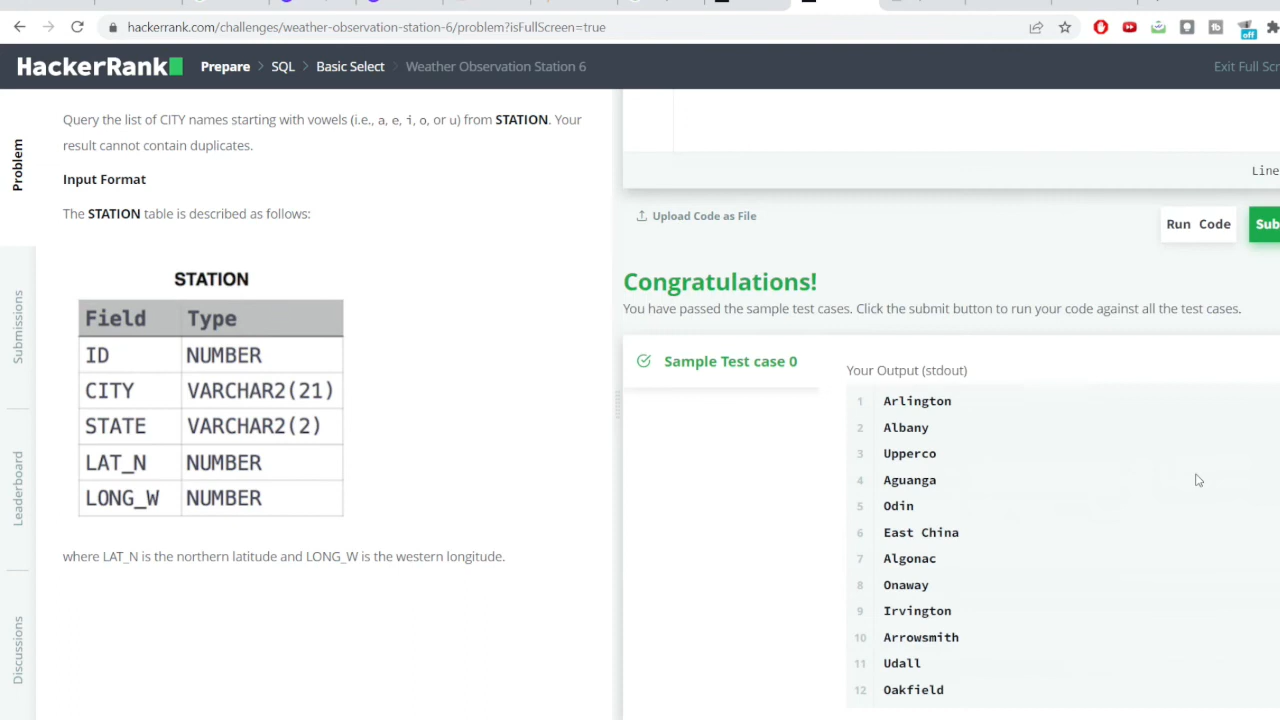 hackerrank.com/challenges/weather-observation-station-6/problem?isFullScreen=true
off
HackerRank
Prepare > SQL > Basic Select > Weather Observation Station 6
Exit Full Scr
Problem
Submissions
Leaderboard
Discussions
Query the list of CITY names starting with vowels (i.e., a, e, i, o, or u) from STATION. Your
result cannot contain duplicates.
Input Format
The STATION table is described as follows:
STATION
Field Type
ID NUMBER
CITY VARCHAR2(21)
STATE VARCHAR2(2)
LAT_N NUMBER
LONG_W NUMBER
where LAT_N is the northern latitude and LONG_W is the western longitude.
Line
Upload Code as File
Run Code
Sub
Congratulations!
You have passed the sample test cases. Click the submit button to run your code against all the test cases.
Sample Test case 0
Your Output (stdout)
1 Arlington
2 Albany
3 Upperco
4 Aguanga
5 Odin
6 East China
7 Algonac
8 Onaway
9 Irvington
10 Arrowsmith
11 Udall
12 Oakfield